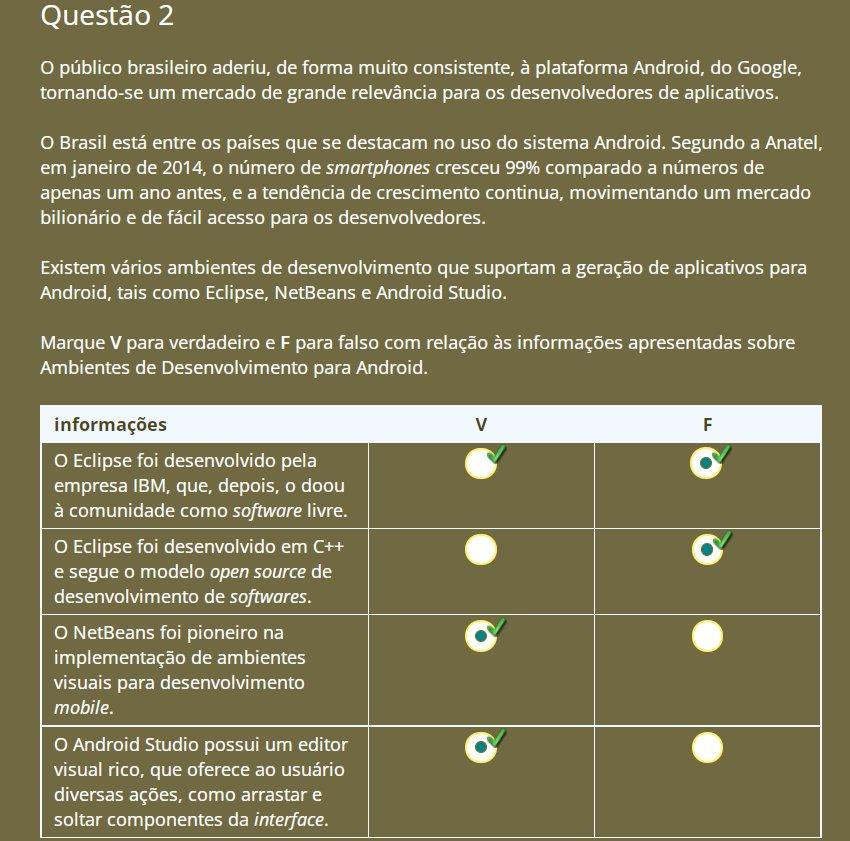 Questão 2
O público brasileiro aderiu, de forma muito consistente, à plataforma Android, do Google,
tornando-se um mercado de grande relevância para os desenvolvedores de aplicativos.
O Brasil está entre os países que se destacam no uso do sistema Android. Segundo a Anatel,
em janeiro de 2014, o número de smartphones cresceu 99% comparado a números de
apenas um ano antes, e a tendência de crescimento continua, movimentando um mercado
bilionário e de fácil acesso para os desenvolvedores.
Existem vários ambientes de desenvolvimento que suportam a geração de aplicativos para
Android, tais como Eclipse, NetBeans e Android Studio.
Marque V para verdadeiro e F para falso com relação às informações apresentadas sobre
Ambientes de Desenvolvimento para Android.
informações V F
O Eclipse foi desenvolvido pela
empresa IBM, que, depois, o doou
à comunidade como software livre.
O Eclipse foi desenvolvido em C++
e segue o modelo open source de
desenvolvimento de softwares.
O NetBeans foi pioneiro na
implementação de ambientes
visuais para desenvolvimento
mobile.
O Android Studio possui um editor
visual rico, que oferece ao usuário
diversas ações, como arrastar e
soltar componentes da interface.